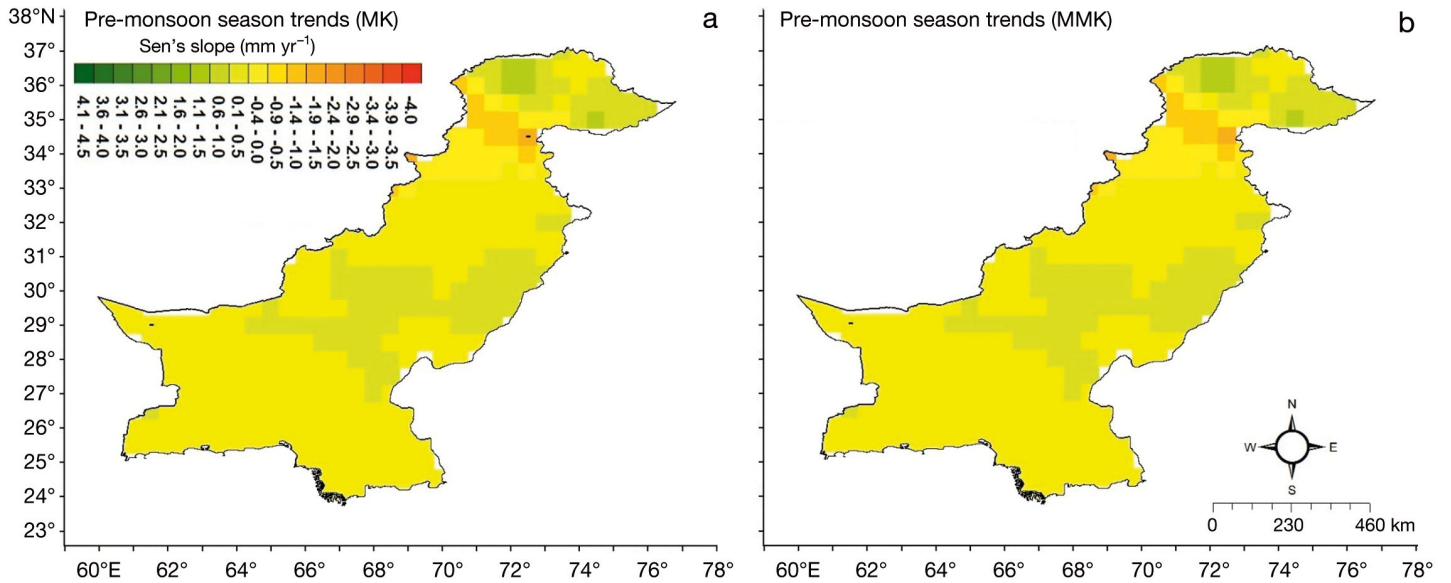 Pre-monsoon season trends (MK)
a
Sen's slope (mm yr⁻¹)
4.1 - 4.5
3.6 - 4.0
3.1 - 3.5
2.6 - 3.0
2.1 - 2.5
1.6 - 2.0
1.1 - 1.5
0.6 - 1.0
0.1 - 0.5
-0.4 - 0.0
-0.9 - -0.5
-1.4 - -1.0
-1.9 - -1.5
-2.4 - -2.0
-2.9 - -2.5
-3.4 - -3.0
-3.9 - -3.5
-4.0
38°N
37°
36°
35°
34°
33°
32°
31°
30°
29°
28°
27°
26°
25°
24°
23°
60°E 62° 64° 66° 68° 70° 72° 74° 76° 78°
Pre-monsoon season trends (MMK)
b
N
W E
S
0 230 460 km
60°E 62° 64° 66° 68° 70° 72° 74° 76° 78°